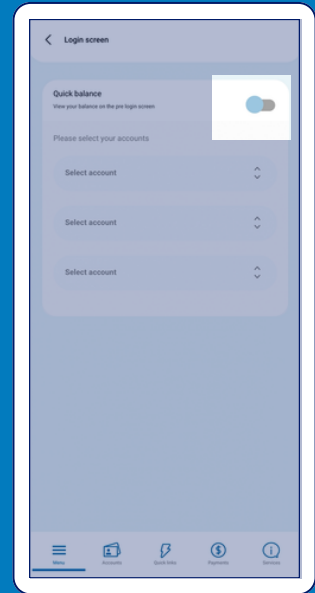 Login screen
Quick balance
View your balance on the pre login screen
Please select your accounts
Select account
Select account
Select account
Menu
Accounts
Quick links
Payments
Services